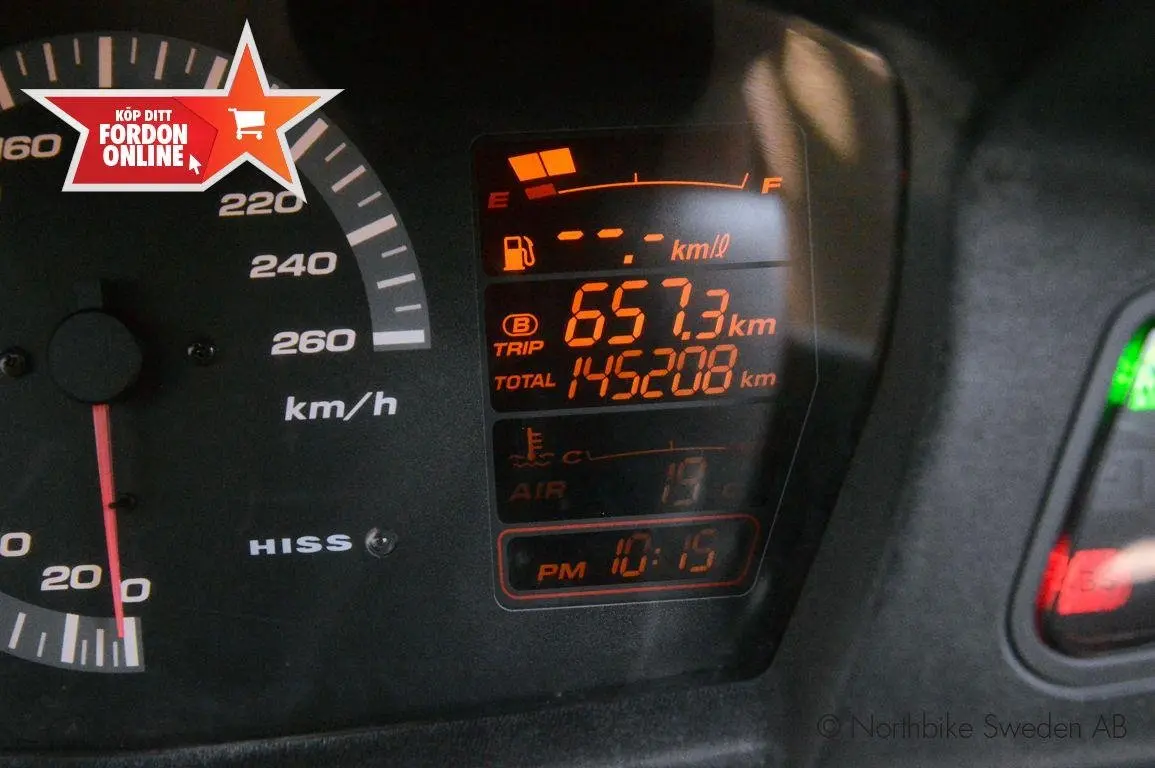 KÖP DITT
FORDON
ONLINE
160
220
240
260
km/h
HISS
20
0
E F
--.- km/ℓ
B
TRIP 657.3 km
TOTAL 145208 km
C
AIR 19 C
PM 10:15
© Northbike Sweden AB